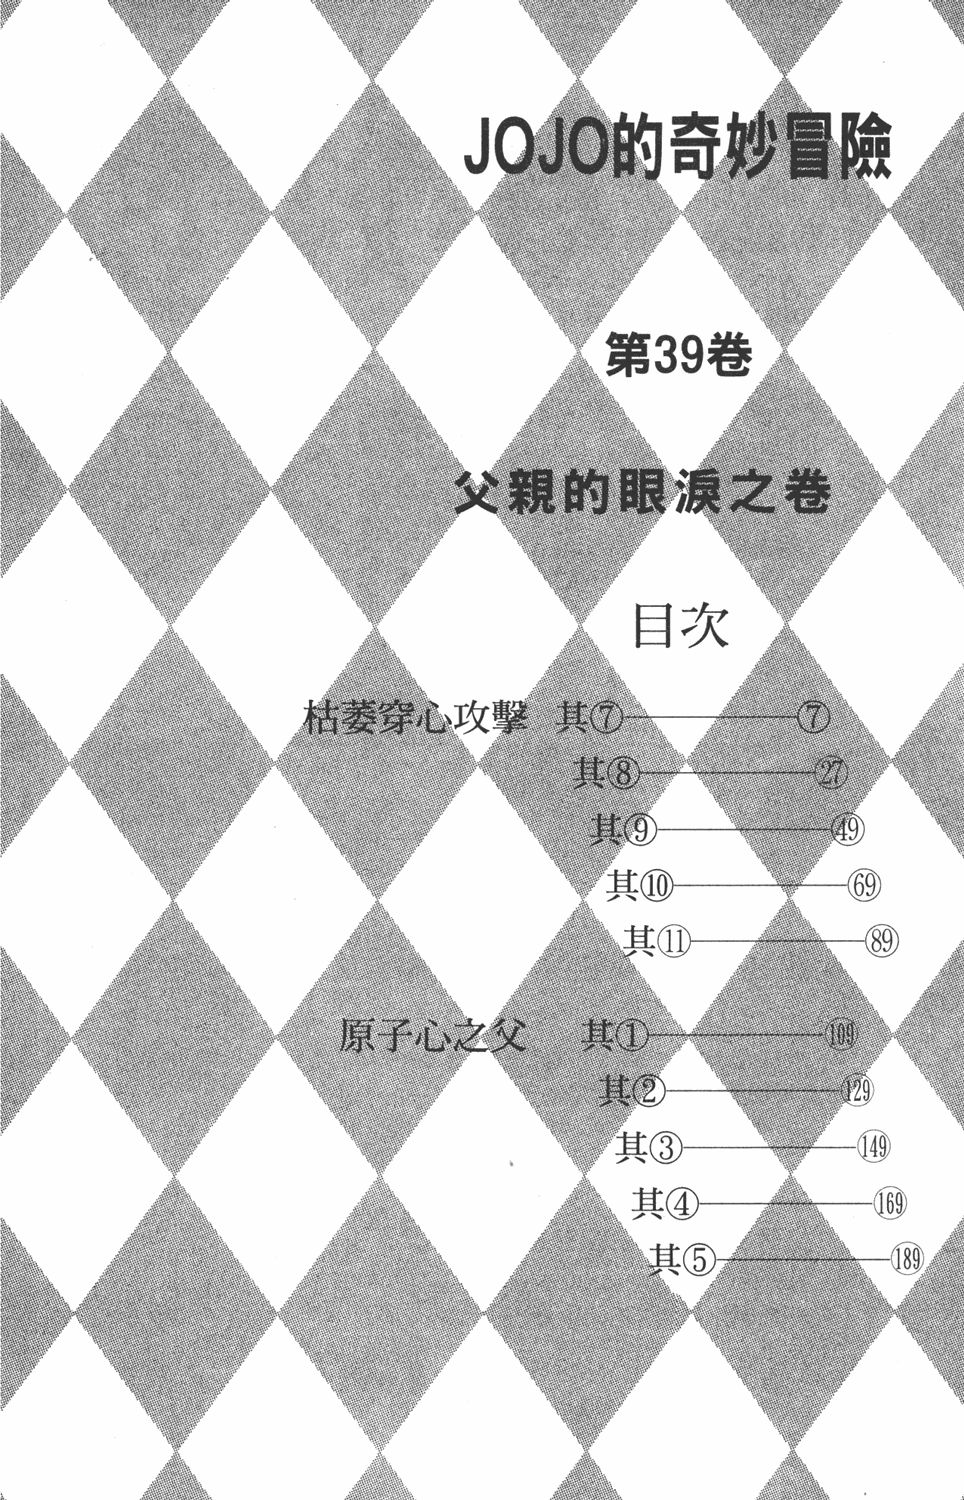 JOJO的奇妙冒險
第39卷
父親的眼淚之卷
目次
枯萎穿心攻擊 其⑦ ⑦
其⑧ ㉗
其⑨ ㊾
其⑩ 69
其⑪ 89
原子心之父 其① 109
其② 129
其③ 149
其④ 169
其⑤ 189